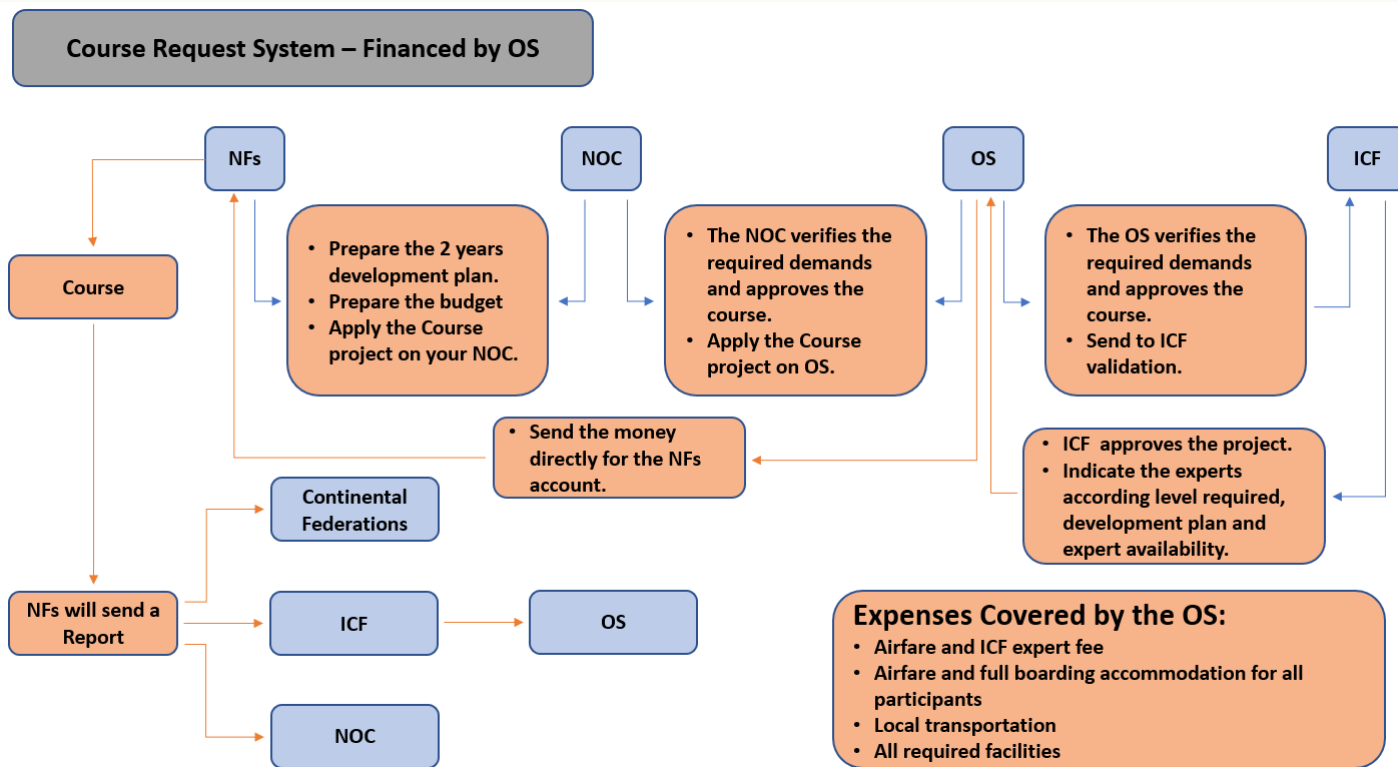 Course Request System – Financed by OS
NFs
NOC
OS
ICF
• Prepare the 2 years
development plan.
• Prepare the budget
• Apply the Course
project on your NOC.
• The NOC verifies the
required demands
and approves the
course.
• Apply the Course
project on OS.
• The OS verifies the
required demands
and approves the
course.
• Send to ICF
validation.
Course
• Send the money
directly for the NFs
account.
• ICF  approves the project.
• Indicate the experts
according level required,
development plan and
expert availability.
Continental
Federations
NFs will send a
Report
ICF
OS
NOC
Expenses Covered by the OS:
• Airfare and ICF expert fee
• Airfare and full boarding accommodation for all
participants
• Local transportation
• All required facilities